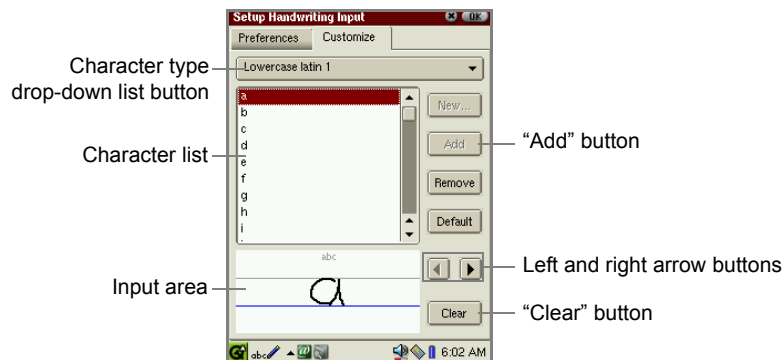 Setup Handwriting Input
OK
Preferences Customize
Character type
drop-down list button
Lowercase latin 1
a
b
c
d
e
f
g
h
i
Character list
New...
Add
Remove
Default
"Add" button
abc
a
Input area
Left and right arrow buttons
Clear
"Clear" button
abc
6:02 AM